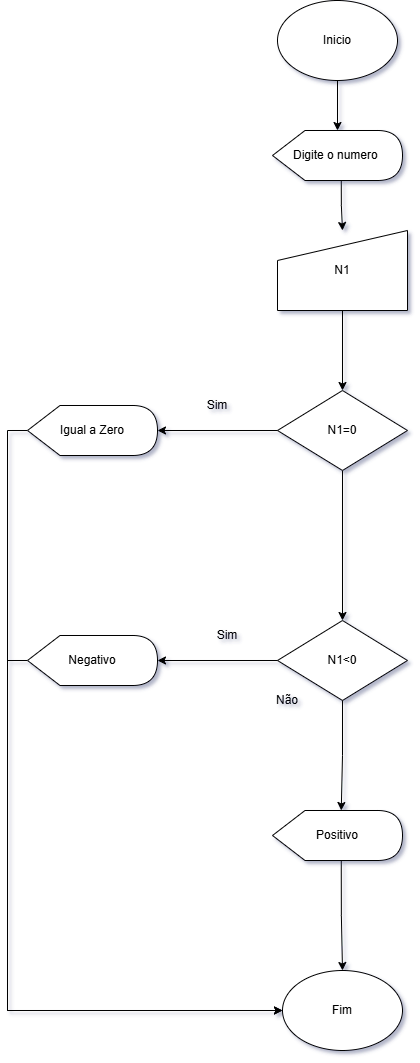 Inicio
Digite o numero
N1
Sim
Igual a Zero
N1=0
Sim
Negativo
N1<0
Não
Positivo
Fim